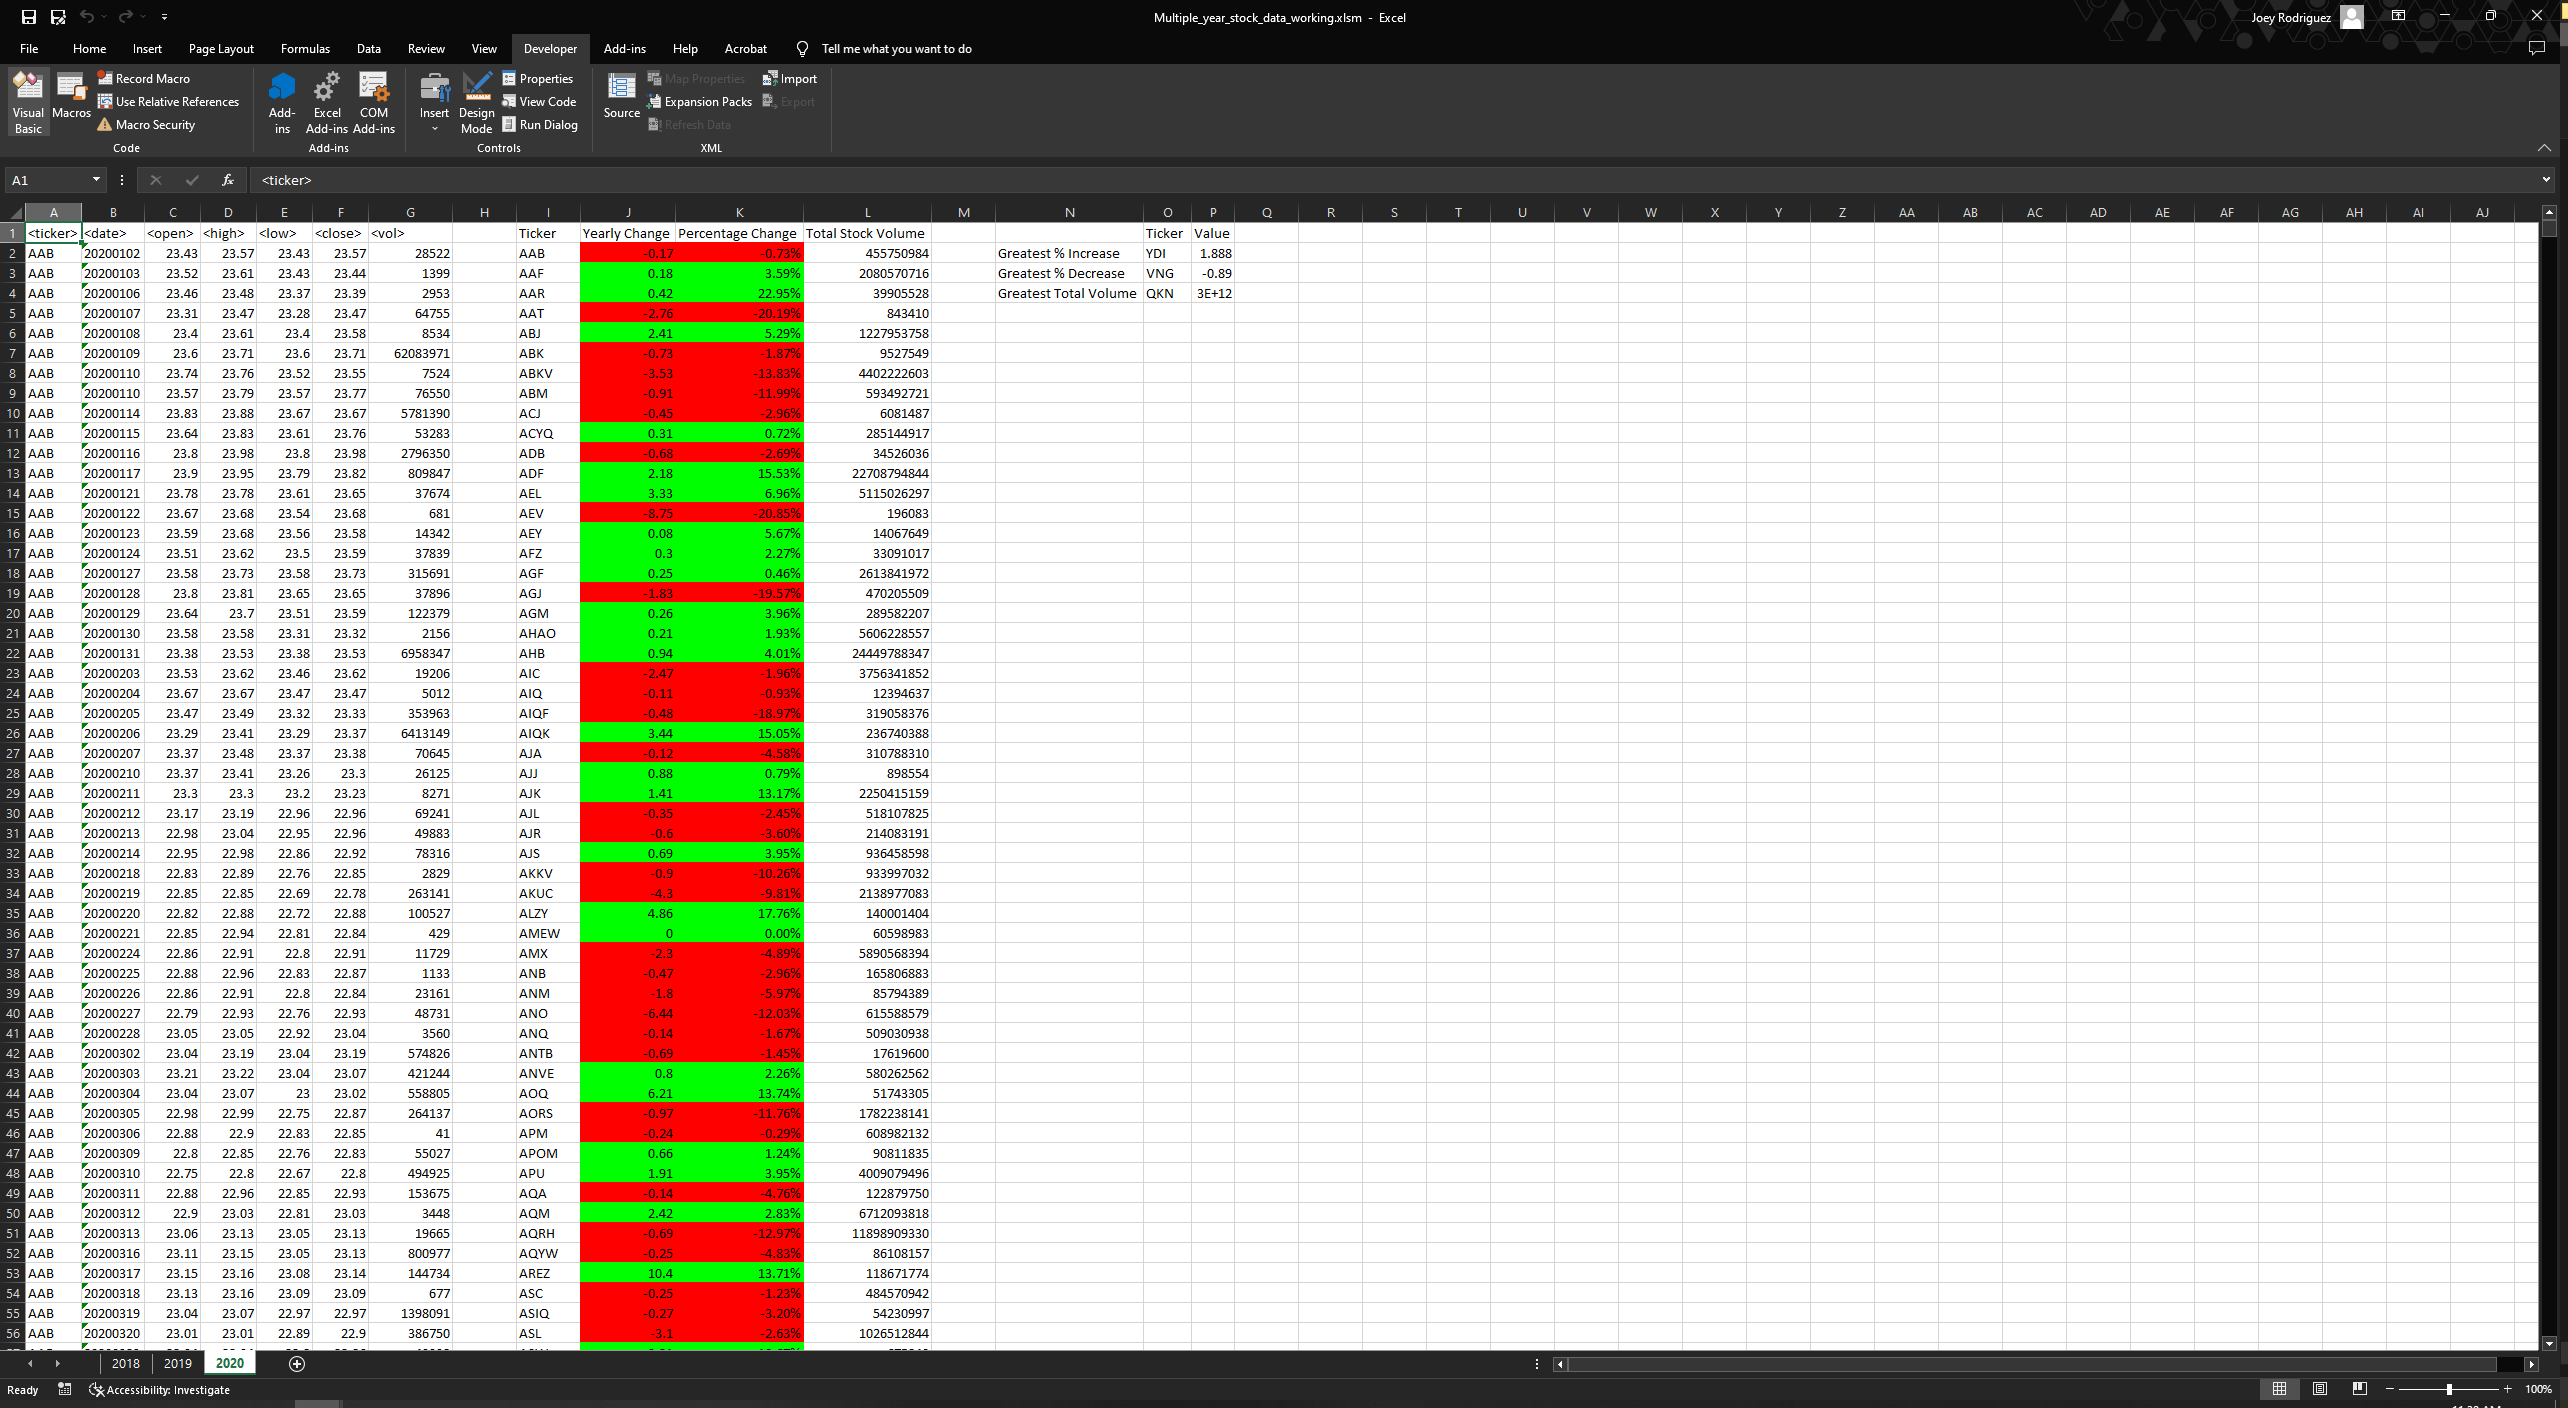 Multiple_year_stock_data_working.xlsm - Excel
Joey Rodriguez
File Home Insert Page Layout Formulas Data Review View Developer Add-ins Help Acrobat Tell me what you want to do
Visual Basic Macros Record Macro
Use Relative References
Macro Security
Code
Add-ins Excel Add-ins COM Add-ins
Add-ins
Insert Design Mode Properties
View Code
Run Dialog
Controls
Source Map Properties Import
Expansion Packs Export
Refresh Data
XML
A1 fx <ticker>
A B C D E F G H I J K L M N O P Q R S T U V W X Y Z AA AB AC AD AE AF AG AH AI AJ
1 <ticker> <date> <open> <high> <low> <close> <vol> Ticker Yearly Change Percentage Change Total Stock Volume Ticker Value
2 AAB 20200102 23.43 23.57 23.43 23.57 28522 AAB -0.17 -0.73% 455750984 Greatest % Increase YDI 1.888
3 AAB 20200103 23.52 23.61 23.43 23.44 1399 AAF 0.18 3.59% 2080570716 Greatest % Decrease VNG -0.89
4 AAB 20200106 23.46 23.48 23.37 23.39 2953 AAR 0.42 22.95% 39905528 Greatest Total Volume QKN 3E+12
5 AAB 20200107 23.31 23.47 23.28 23.47 64755 AAT -2.76 -20.19% 843410
6 AAB 20200108 23.4 23.61 23.4 23.58 8534 ABJ 2.41 5.29% 1227953758
7 AAB 20200109 23.6 23.71 23.6 23.71 62083971 ABK -0.73 -1.87% 9527549
8 AAB 20200110 23.74 23.76 23.52 23.55 7524 ABKV -3.53 -13.83% 4402222603
9 AAB 20200110 23.57 23.79 23.57 23.77 76550 ABM -0.91 -11.99% 593492721
10 AAB 20200114 23.83 23.88 23.67 23.67 5781390 ACJ -0.45 -2.96% 6081487
11 AAB 20200115 23.64 23.83 23.61 23.76 53283 ACYQ 0.31 0.72% 285144917
12 AAB 20200116 23.8 23.98 23.8 23.98 2796350 ADB -0.68 -2.69% 34526036
13 AAB 20200117 23.9 23.95 23.79 23.82 809847 ADF 2.18 15.53% 22708794844
14 AAB 20200121 23.78 23.78 23.61 23.65 37674 AEL 3.33 6.96% 5115026297
15 AAB 20200122 23.67 23.68 23.54 23.68 681 AEV -8.75 -20.85% 196083
16 AAB 20200123 23.59 23.68 23.56 23.58 14342 AEY 0.08 5.67% 14067649
17 AAB 20200124 23.51 23.62 23.5 23.59 37839 AFZ 0.3 2.27% 33091017
18 AAB 20200127 23.58 23.73 23.58 23.73 315691 AGF 0.25 0.46% 2613841972
19 AAB 20200128 23.8 23.81 23.65 23.65 37896 AGJ -1.83 -19.57% 470205509
20 AAB 20200129 23.64 23.7 23.51 23.59 122379 AGM 0.26 3.96% 289582207
21 AAB 20200130 23.58 23.58 23.31 23.32 2156 AHAO 0.21 1.93% 5606228557
22 AAB 20200131 23.38 23.53 23.38 23.53 6958347 AHB 0.94 4.01% 24449788347
23 AAB 20200203 23.53 23.62 23.46 23.62 19206 AIC -2.47 -1.96% 3756341852
24 AAB 20200204 23.67 23.67 23.47 23.47 5012 AIQ -0.11 -0.93% 12394637
25 AAB 20200205 23.47 23.49 23.32 23.33 353963 AIQF -0.48 -18.97% 319058376
26 AAB 20200206 23.29 23.41 23.29 23.37 6413149 AIQK 3.44 15.05% 236740388
27 AAB 20200207 23.37 23.48 23.37 23.38 70645 AJA -0.12 -4.58% 310788310
28 AAB 20200210 23.37 23.41 23.26 23.3 26125 AJJ 0.88 0.79% 898554
29 AAB 20200211 23.3 23.3 23.2 23.23 8271 AJK 1.41 13.17% 2250415159
30 AAB 20200212 23.17 23.19 22.96 22.96 69241 AJL -0.35 -2.45% 518107825
31 AAB 20200213 22.98 23.04 22.95 22.96 49883 AJR -0.6 -3.60% 214083191
32 AAB 20200214 22.95 22.98 22.86 22.92 78316 AJS 0.69 3.95% 936458598
33 AAB 20200218 22.83 22.89 22.76 22.85 2829 AKKV -0.9 -10.26% 933997032
34 AAB 20200219 22.85 22.85 22.69 22.78 263141 AKUC -4.3 -9.81% 2138977083
35 AAB 20200220 22.82 22.88 22.72 22.88 100527 ALZY 4.86 17.76% 140001404
36 AAB 20200221 22.85 22.94 22.81 22.84 429 AMEW 0 0.00% 60598983
37 AAB 20200224 22.86 22.91 22.8 22.91 11729 AMX -2.3 -4.89% 5890568394
38 AAB 20200225 22.88 22.96 22.83 22.87 1133 ANB -0.47 -2.96% 165806883
39 AAB 20200226 22.86 22.91 22.8 22.84 23161 ANM -1.8 -5.97% 85794389
40 AAB 20200227 22.79 22.93 22.76 22.93 48731 ANO -6.44 -12.03% 615588579
41 AAB 20200228 23.05 23.05 22.92 23.04 3560 ANQ -0.14 -1.67% 509030938
42 AAB 20200302 23.04 23.19 23.04 23.19 574826 ANTB -0.69 -1.45% 17619600
43 AAB 20200303 23.21 23.22 23.04 23.07 421244 ANVE 0.8 2.26% 580262562
44 AAB 20200304 23.04 23.07 23 23.02 558805 AOQ 6.21 13.74% 51743305
45 AAB 20200305 22.98 22.99 22.75 22.87 264137 AORS -0.97 -11.76% 1782238141
46 AAB 20200306 22.88 22.9 22.83 22.85 41 APM -0.24 -0.29% 608982132
47 AAB 20200309 22.8 22.85 22.76 22.83 55027 APOM 0.66 1.24% 90811835
48 AAB 20200310 22.75 22.8 22.67 22.8 494925 APU 1.91 3.95% 4009079496
49 AAB 20200311 22.88 22.96 22.85 22.93 153675 AQA -0.14 -4.76% 122879750
50 AAB 20200312 22.9 23.03 22.81 23.03 3448 AQM 2.42 2.83% 6712093818
51 AAB 20200313 23.06 23.13 23.05 23.13 19665 AQRH -0.69 -12.97% 11898909330
52 AAB 20200316 23.11 23.15 23.05 23.13 800977 AQYW -0.25 -4.83% 86108157
53 AAB 20200317 23.15 23.16 23.08 23.14 144734 AREZ 10.4 13.71% 118671774
54 AAB 20200318 23.13 23.16 23.09 23.09 677 ASC -0.25 -1.23% 484570942
55 AAB 20200319 23.04 23.07 22.97 22.97 1398091 ASIQ -0.27 -3.20% 54230997
56 AAB 20200320 23.01 23.01 22.89 22.9 386750 ASL -3.1 -2.63% 1026512844
2018 2019 2020
Ready Accessibility: Investigate 100%